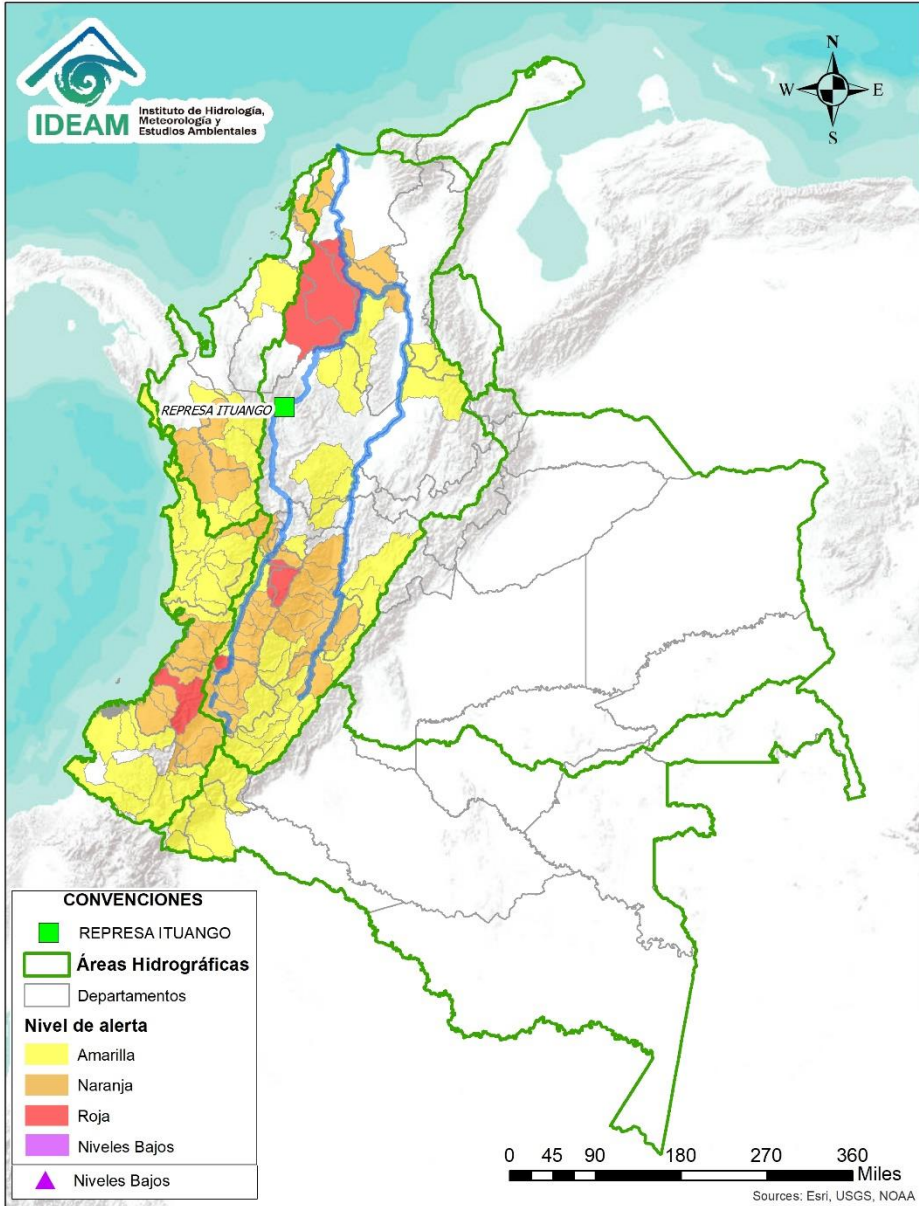 IDEAM
Instituto de Hidrología,
Meteorología y
Estudios Ambientales
N
W
E
S
REPRESA ITUANGO
CONVENCIONES
REPRESA ITUANGO
Áreas Hidrográficas
Departamentos
Nivel de alerta
Amarilla
Naranja
Roja
Niveles Bajos
Niveles Bajos
0 45 90 180 270 360
Miles
Sources: Esri, USGS, NOAA